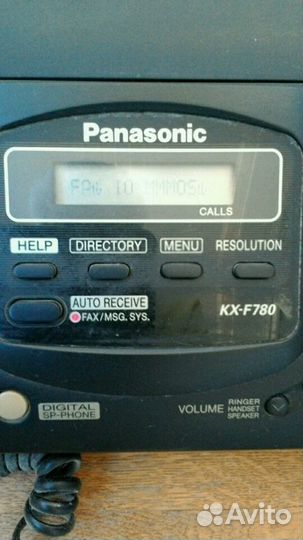 Panasonic
CALLS
HELP DIRECTORY MENU RESOLUTION
AUTO RECEIVE
FAX/MSG. SYS.
KX-F780
DIGITAL
SP-PHONE
VOLUME
RINGER
HANDSET
SPEAKER
Avito